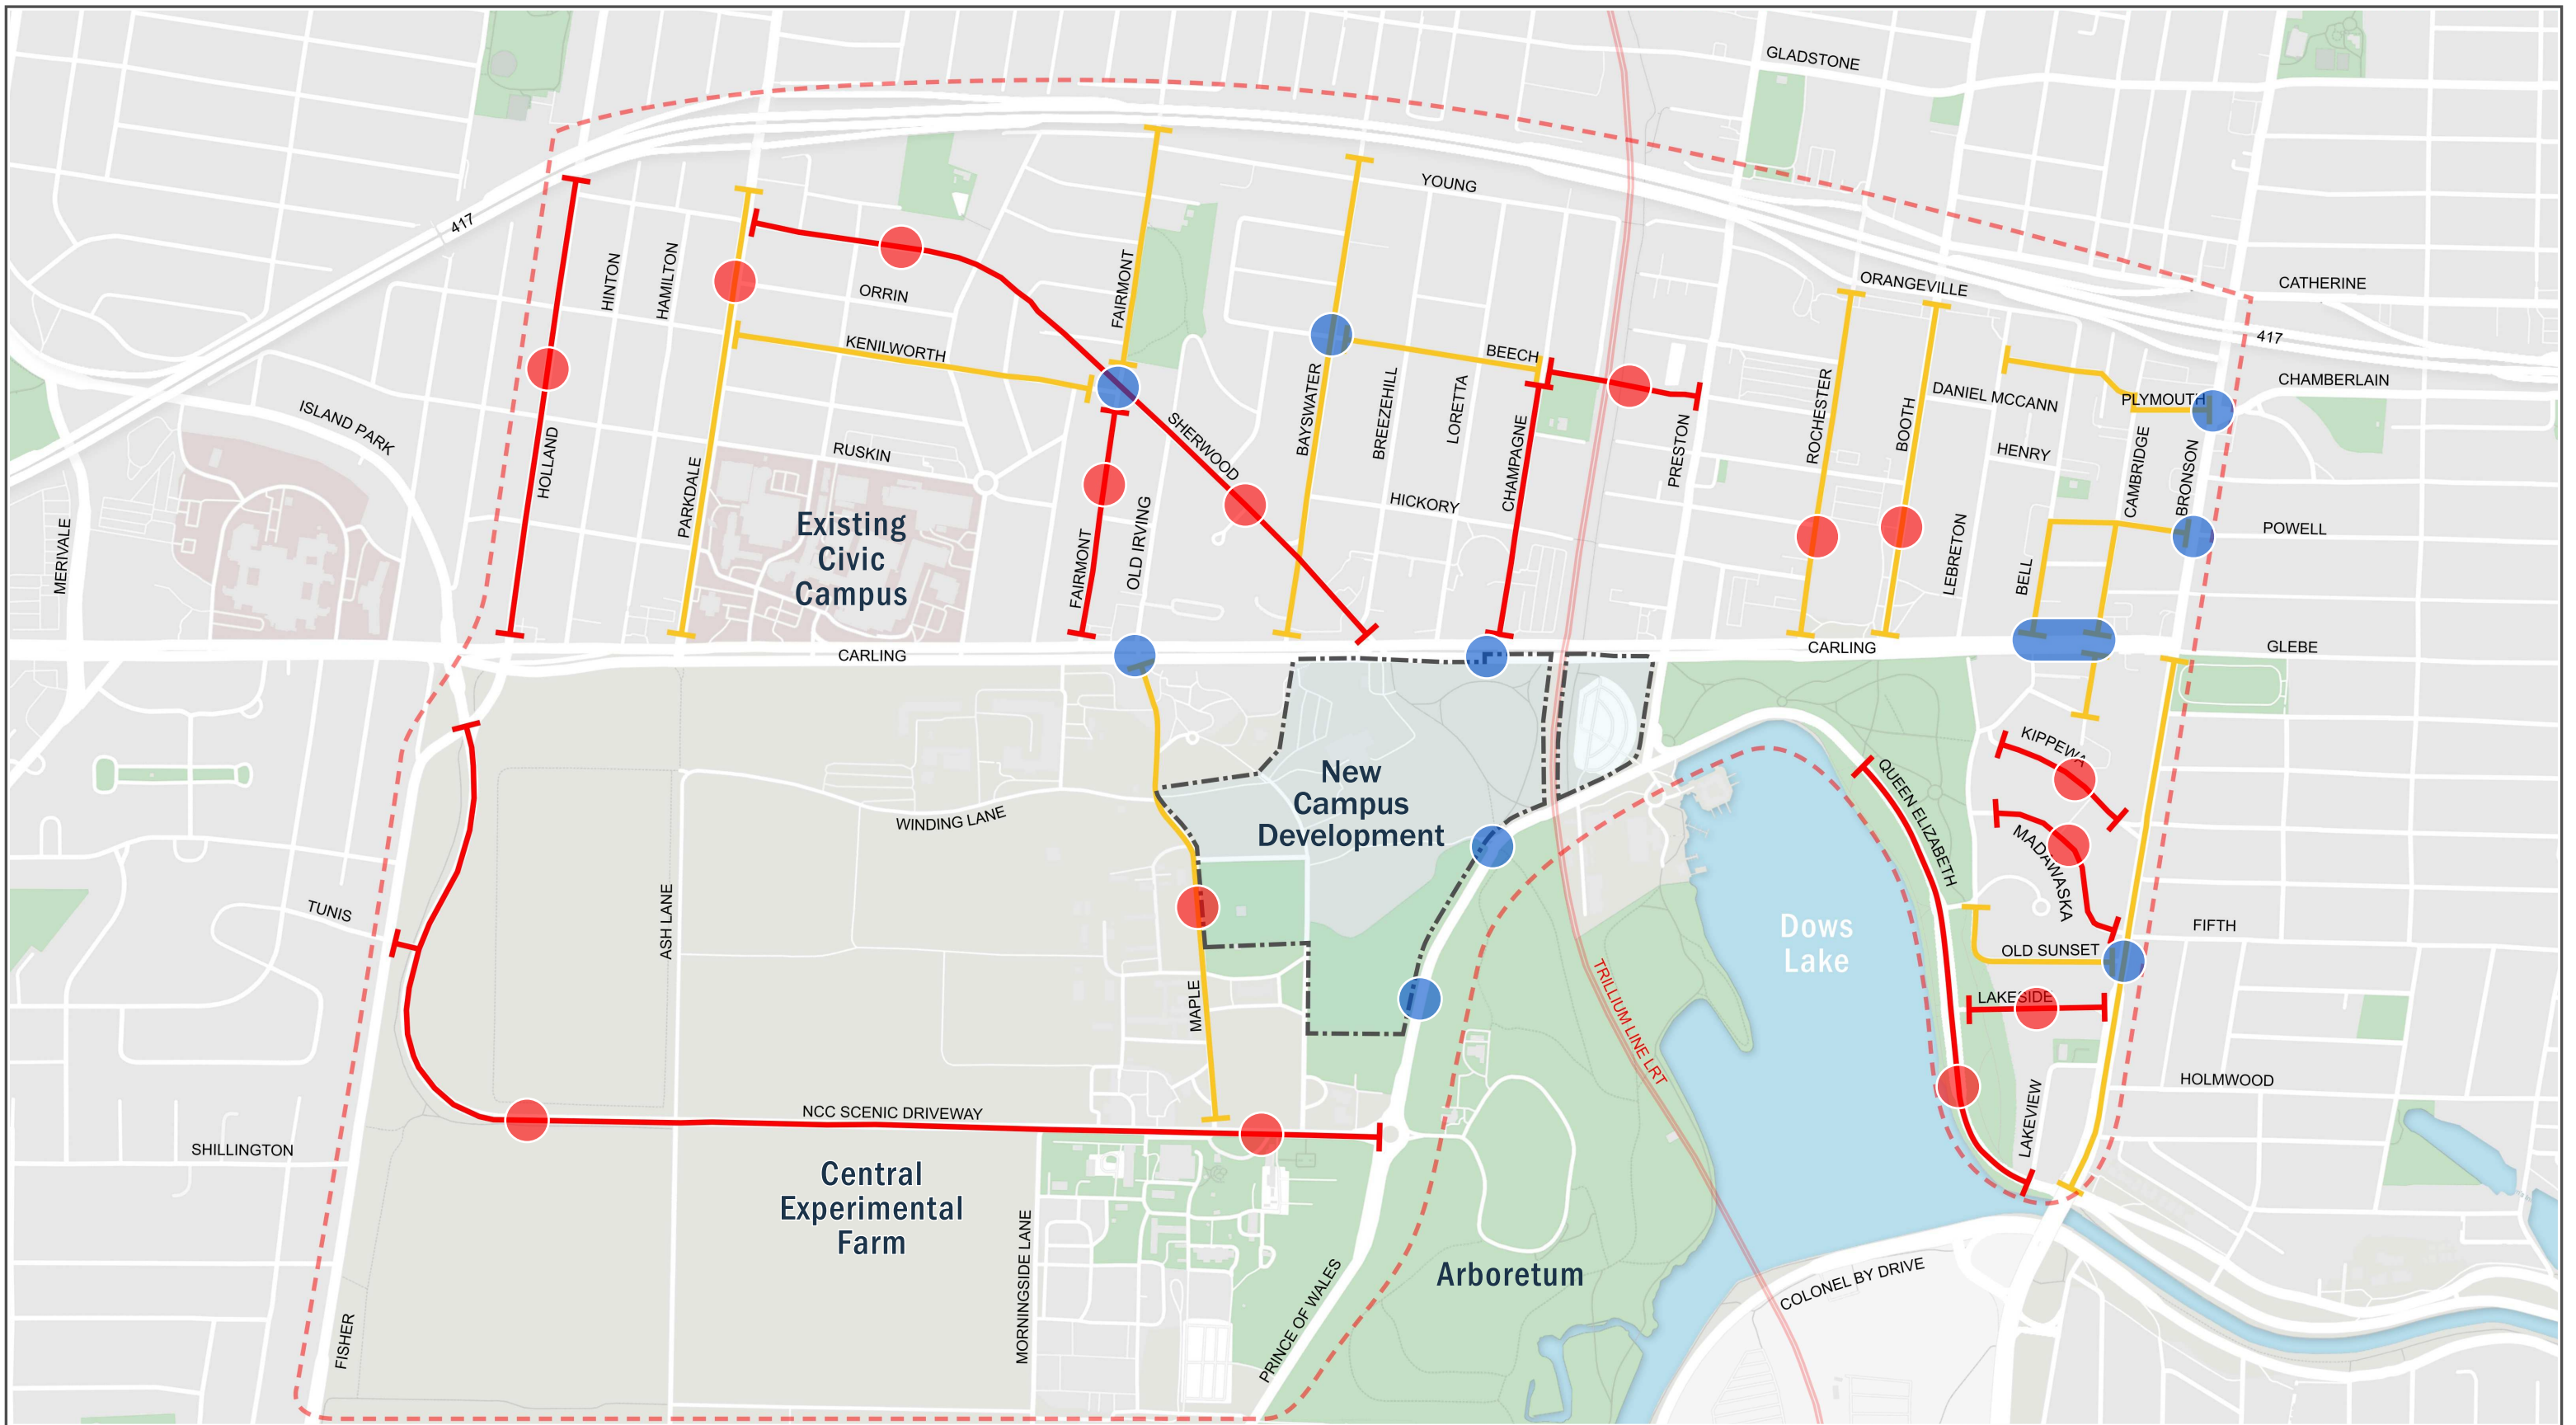 GLADSTONE
YOUNG
417
HINTON
HAMILTON
FAIRMONT
ORRIN
KENILWORTH
ORANGEVILLE
CATHERINE
417
CHAMBERLAIN
BEECH
DANIEL MCCANN
PLYMOUTH
ISLAND PARK
HOLLAND
PARKDALE
RUSKIN
SHERWOOD
BAYSWATER
BREEZEHILL
LORETTA
CHAMPAGNE
PRESTON
ROCHESTER
BOOTH
HENRY
CAMBRIDGE
BRONSON
HICKORY
MERIVALE
Existing
Civic
Campus
FAIRMONT
OLD IRVING
LEBRETON
BELL
POWELL
CARLING
CARLING
GLEBE
KIPPEWA
New
Campus
Development
WINDING LANE
QUEEN ELIZABETH
MADAWASKA
TUNIS
ASH LANE
Dows
Lake
FIFTH
OLD SUNSET
MAPLE
TRILLIUM LINE LRT
LAKESIDE
NCC SCENIC DRIVEWAY
HOLMWOOD
LAKEVIEW
SHILLINGTON
Central
Experimental
Farm
MORNINGSIDE LANE
Arboretum
COLONEL BY DRIVE
FISHER
PRINCE OF WALES